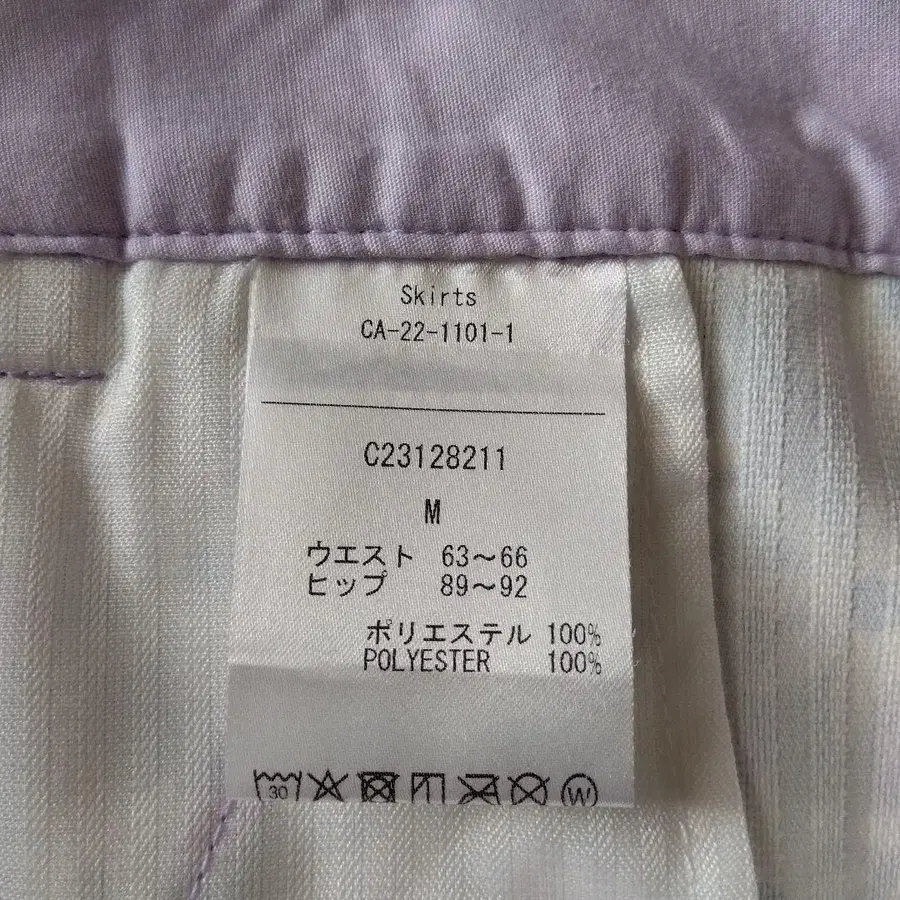 Skirts
CA-22-1101-1
C23128211
M
ウエスト 63～66
ヒップ 89～92
ポリエステル 100%
POLYESTER 100%
30
W